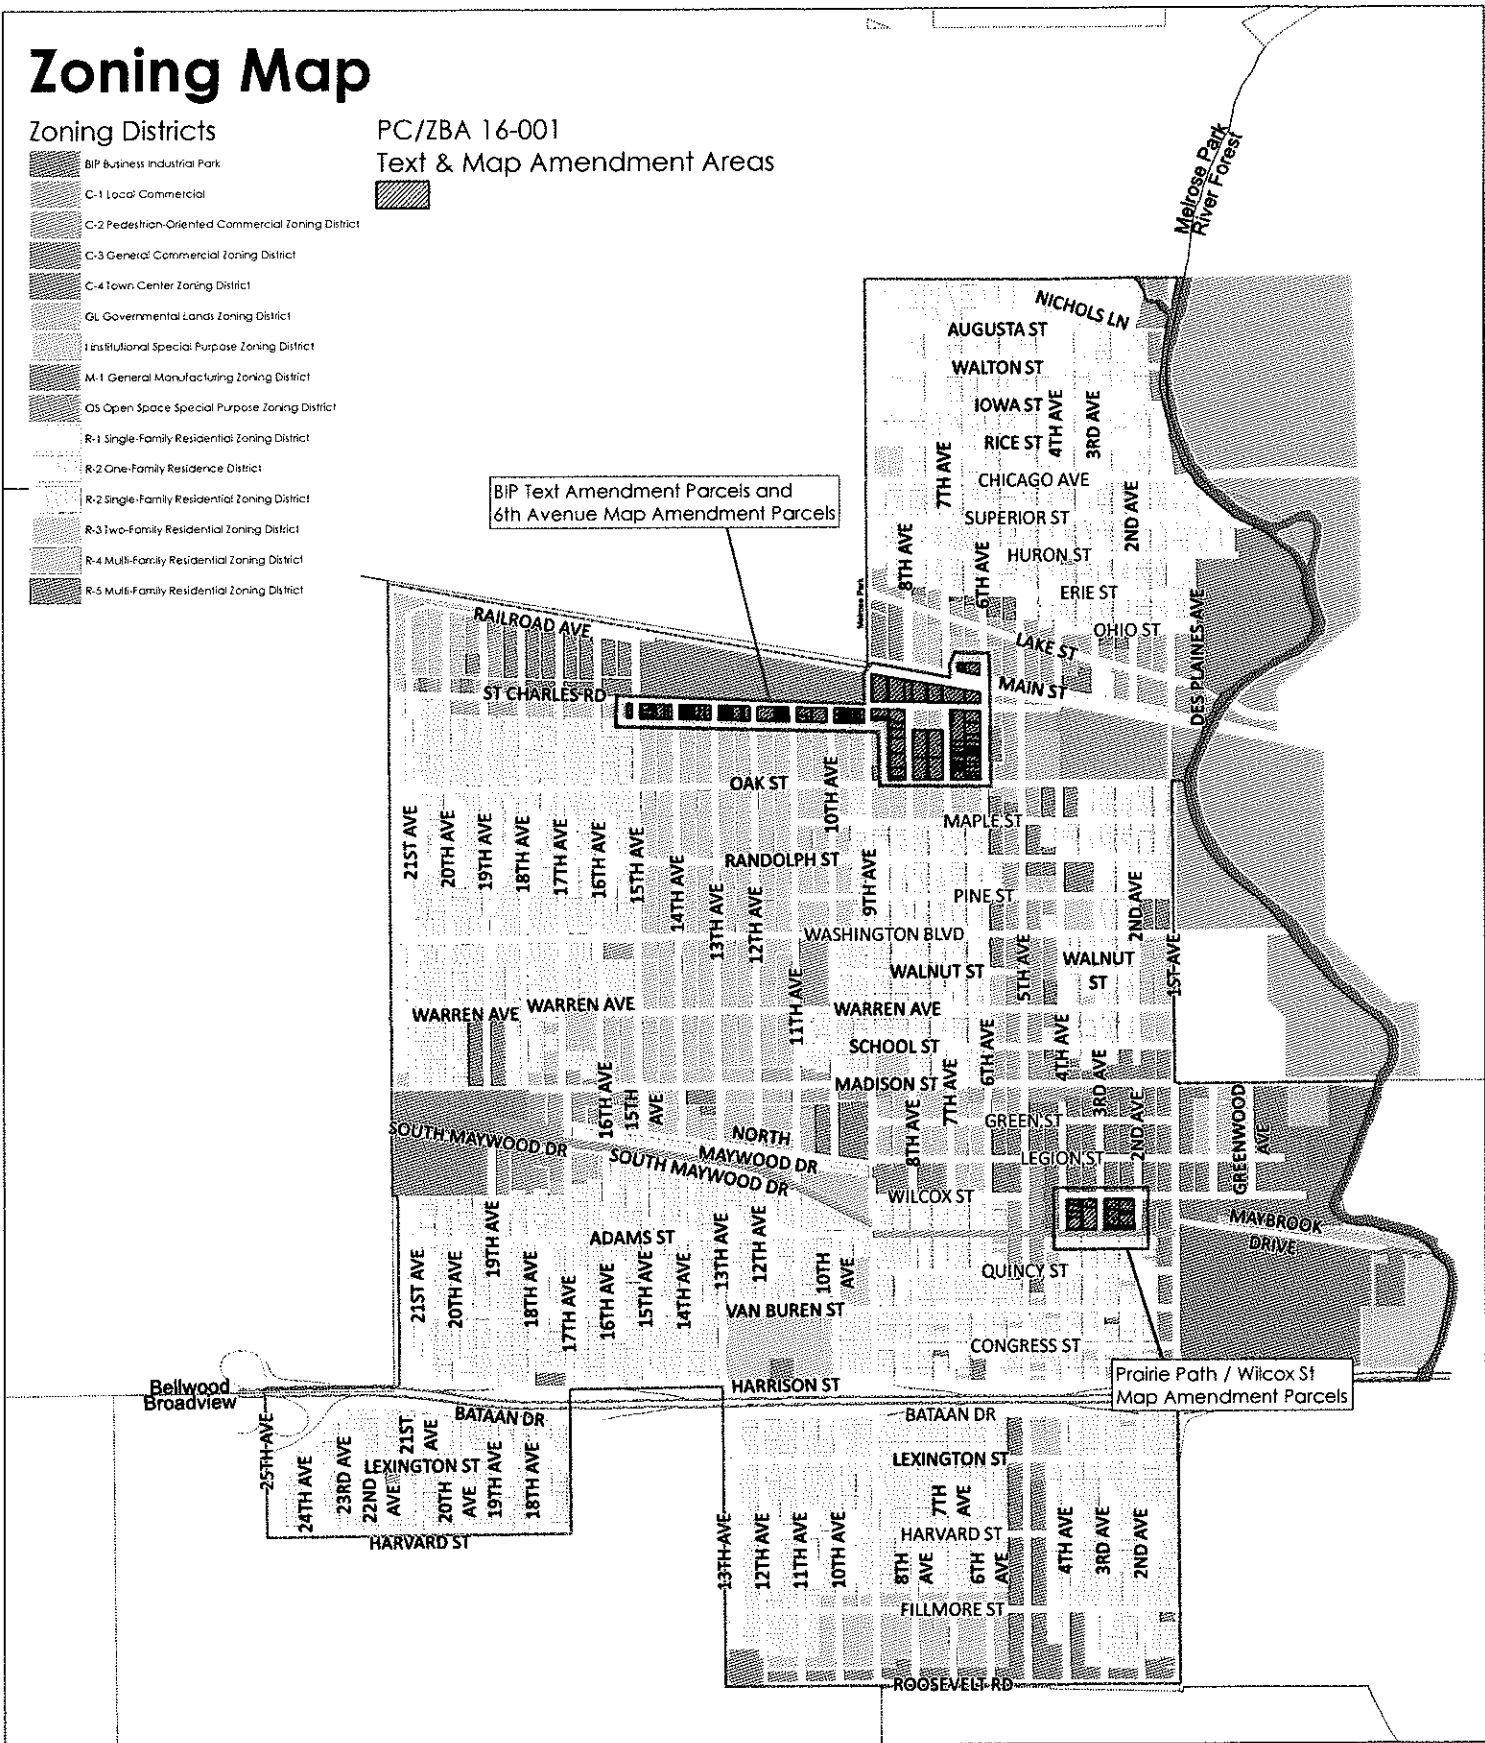 Zoning Map
Zoning Districts
BIP Business Industrial Park
C-1 Local Commercial
C-2 Pedestrian-Oriented Commercial Zoning District
C-3 General Commercial Zoning District
C-4 Town Center Zoning District
GL Governmental Lands Zoning District
I Institutional Special Purpose Zoning District
M-1 General Manufacturing Zoning District
OS Open Space Special Purpose Zoning District
R-1 Single-Family Residential Zoning District
R-2 One-Family Residence District
R-2 Single-Family Residential Zoning District
R-3 Two-Family Residential Zoning District
R-4 Multi-Family Residential Zoning District
R-5 Multi-Family Residential Zoning District
PC/ZBA 16-001
Text & Map Amendment Areas
Melrose Park
River Forest
NICHOLS LN
AUGUSTA ST
WALTON ST
IOWA ST
4TH AVE
3RD AVE
RICE ST
7TH AVE
CHICAGO AVE
BIP Text Amendment Parcels and
6th Avenue Map Amendment Parcels
SUPERIOR ST
2ND AVE
8TH AVE
HURON ST
6TH AVE
ERIE ST
Melrose Park
OHIO ST
DES PLAINES AVE
RAILROAD AVE
LAKE ST
ST CHARLES RD
MAIN ST
OAK ST
10TH AVE
MAPLE ST
21ST AVE
20TH AVE
19TH AVE
18TH AVE
17TH AVE
16TH AVE
15TH AVE
RANDOLPH ST
14TH AVE
9TH AVE
PINE ST
13TH AVE
12TH AVE
2ND AVE
WASHINGTON BLVD
WALNUT ST
5TH AVE
WALNUT
ST
1ST AVE
11TH AVE
WARREN AVE
WARREN AVE
WARREN AVE
SCHOOL ST
6TH AVE
4TH AVE
MADISON ST
7TH AVE
3RD AVE
16TH AVE
15TH
AVE
GREEN ST
2ND AVE
GREENWOOD
AVE
SOUTH MAYWOOD DR
NORTH
MAYWOOD DR
8TH AVE
LEGION ST
SOUTH MAYWOOD DR
WILCOX ST
MAYBROOK
DRIVE
19TH AVE
ADAMS ST
13TH AVE
12TH AVE
21ST AVE
20TH AVE
18TH AVE
17TH AVE
16TH AVE
15TH AVE
14TH AVE
10TH
AVE
QUINCY ST
VAN BUREN ST
CONGRESS ST
Prairie Path / Wilcox St
Map Amendment Parcels
Bellwood
Broadview
HARRISON ST
BATAAN DR
BATAAN DR
25TH AVE
24TH AVE
23RD AVE
22ND
AVE
21ST
AVE
LEXINGTON ST
20TH
AVE
19TH AVE
18TH AVE
HARVARD ST
LEXINGTON ST
7TH
AVE
HARVARD ST
13TH AVE
12TH AVE
11TH AVE
10TH AVE
8TH
AVE
6TH
AVE
4TH AVE
3RD AVE
2ND AVE
FILLMORE ST
ROOSEVELT RD